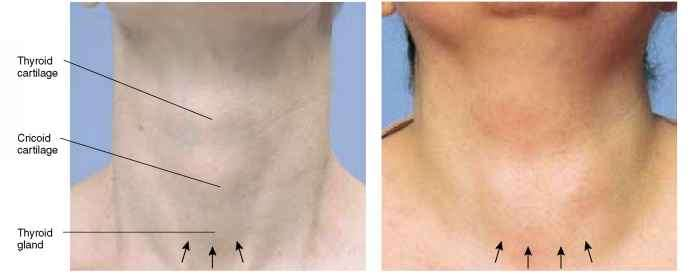 Thyroid
cartilage
Cricoid
cartilage
Thyroid
gland